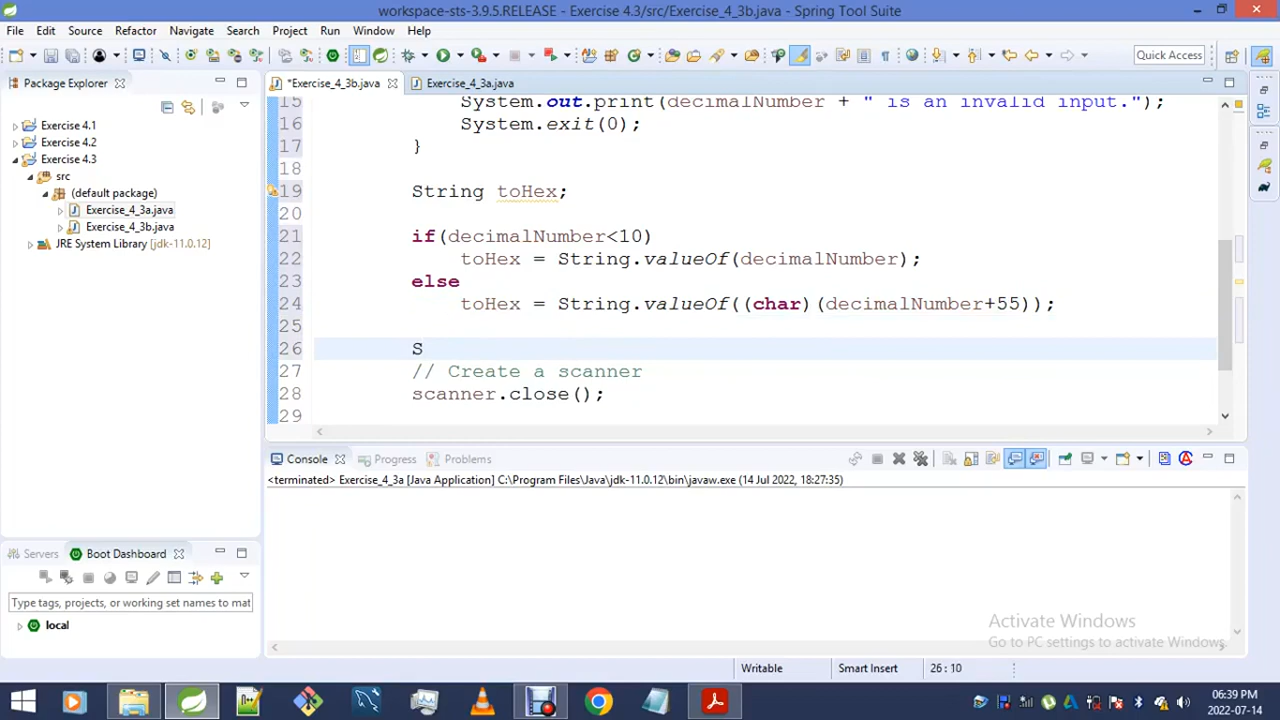 workspace-sts-3.9.5.RELEASE - Exercise 4.3/src/Exercise_4_3b.java - Spring Tool Suite
File Edit Source Refactor Navigate Search Project Run Window Help
Quick Access
Package Explorer
*Exercise_4_3b.java
Exercise_4_3a.java
Exercise 4.1
Exercise 4.2
Exercise 4.3
src
(default package)
Exercise_4_3a.java
Exercise_4_3b.java
JRE System Library [jdk-11.0.12]
15 System.out.print(decimalNumber + " is an invalid input.");
16 System.exit(0);
17 }
18
19 String toHex;
20
21 if(decimalNumber<10)
22 toHex = String.valueOf(decimalNumber);
23 else
24 toHex = String.valueOf((char)(decimalNumber+55));
25
26 S
27 // Create a scanner
28 scanner.close();
29
Console Progress Problems
<terminated> Exercise_4_3a [Java Application] C:\Program Files\Java\jdk-11.0.12\bin\javaw.exe (14 Jul 2022, 18:27:35)
Servers Boot Dashboard
Type tags, projects, or working set names to mat
local
Activate Windows
Go to PC settings to activate Windows.
Writable Smart Insert 26 : 10
06:39 PM
2022-07-14